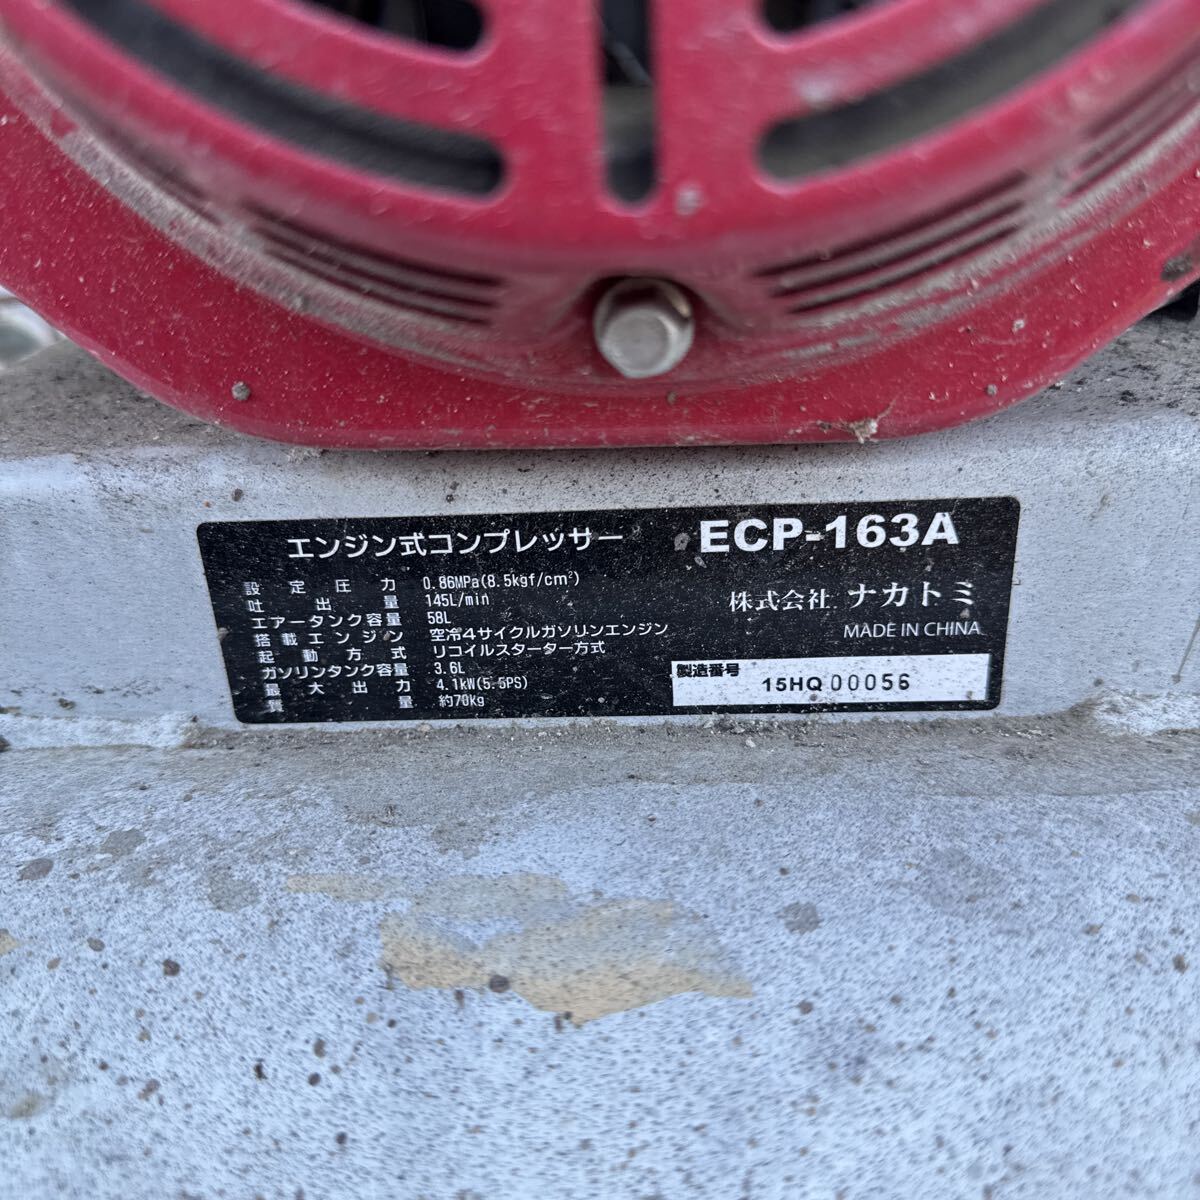 エンジン式コンプレッサー ECP-163A
設定圧力 0.86MPa(8.5kgf/cm²)
吐出量 145L/min
エアータンク容量 58L
搭載エンジン 空冷4サイクルガソリンエンジン
起動方式 リコイルスターター方式
ガソリンタンク容量 3.6L
最大出力 4.1kW(5.5PS)
質量 約70kg
株式会社 ナカトミ
MADE IN CHINA
製造番号
15HQ 00056